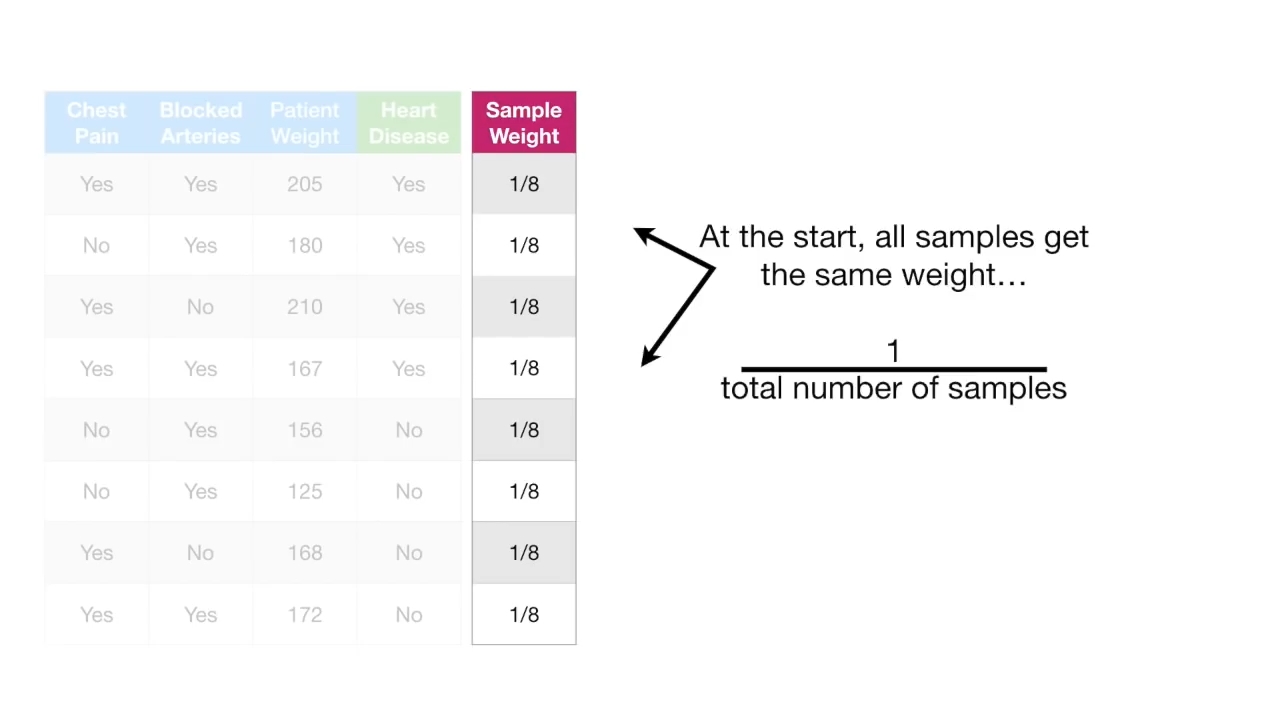 Chest Pain Blocked Arteries Patient Weight Heart Disease Sample Weight
Yes Yes 205 Yes 1/8
No Yes 180 Yes 1/8
Yes No 210 Yes 1/8
Yes Yes 167 Yes 1/8
No Yes 156 No 1/8
No Yes 125 No 1/8
Yes No 168 No 1/8
Yes Yes 172 No 1/8
At the start, all samples get
the same weight…
1
total number of samples